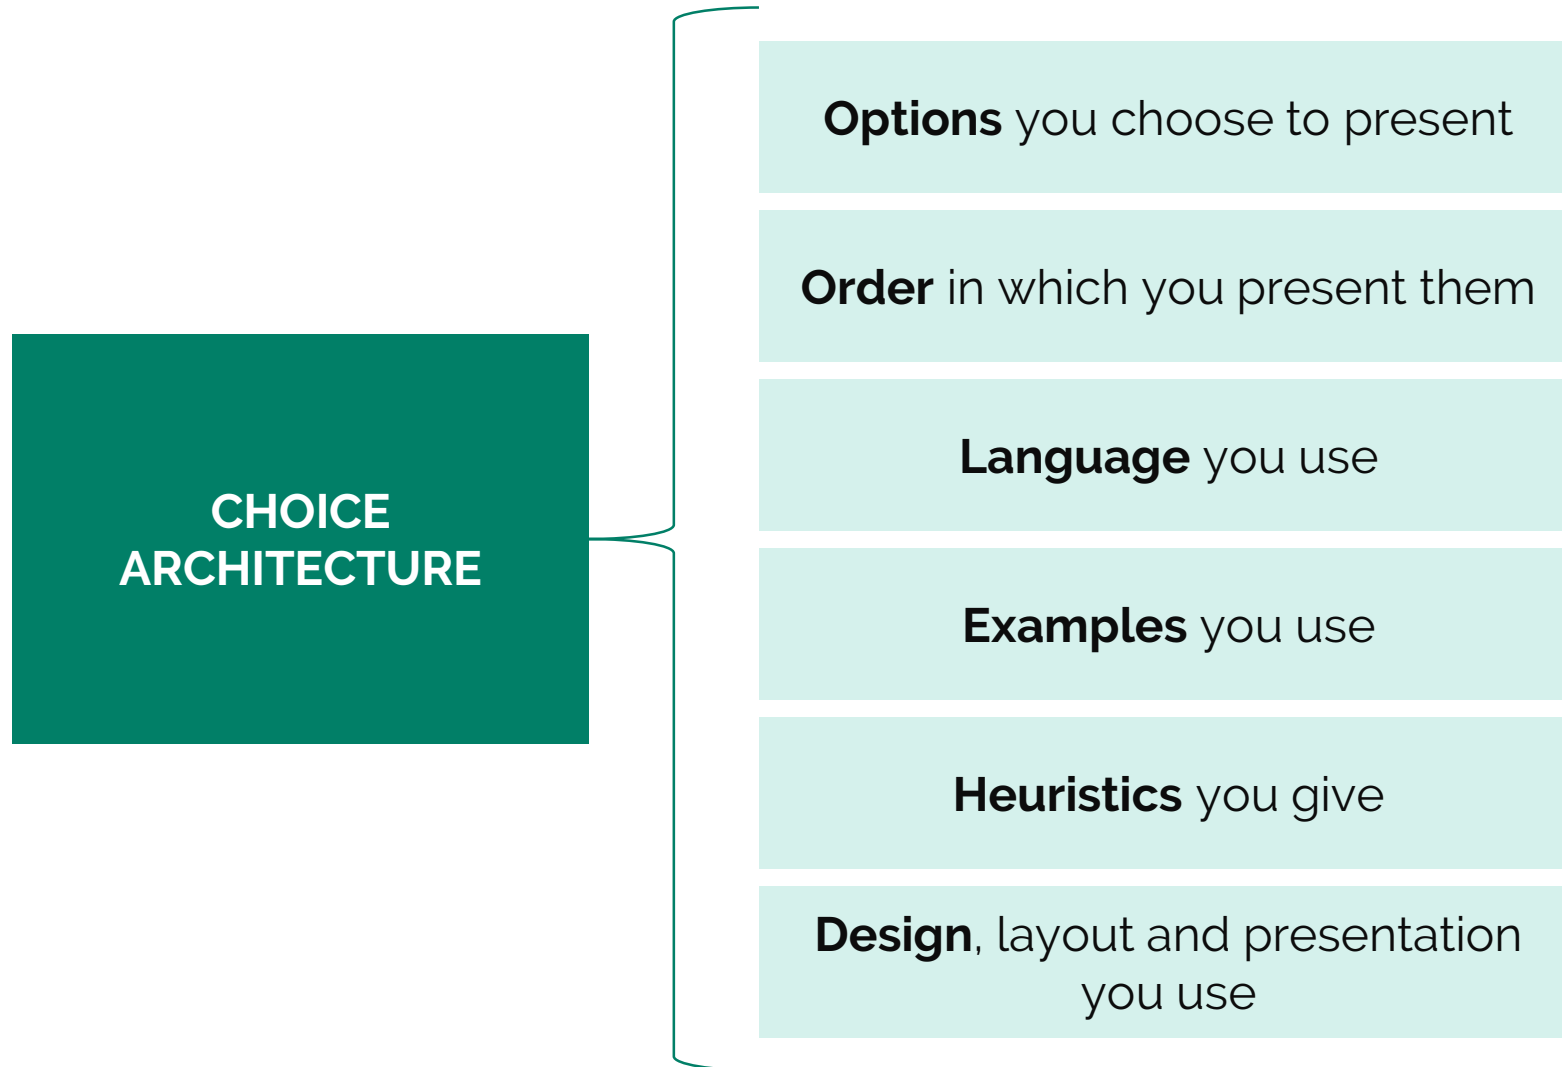 CHOICE
ARCHITECTURE
Options you choose to present
Order in which you present them
Language you use
Examples you use
Heuristics you give
Design, layout and presentation
you use